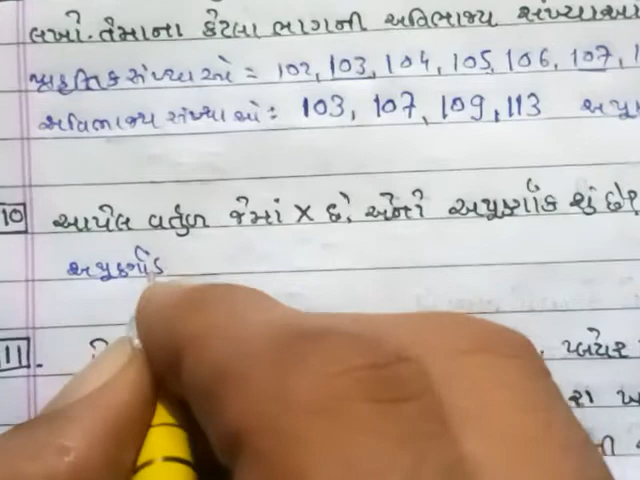 લખો. તેમાના કેટલા ભાગની અવિભાજ્ય સંખ્યાઓ
પ્રાકૃતિક સંખ્યાઓ = 102, 103, 104, 105, 106, 107,
અવિભાજ્ય સંખ્યાઓ = 103, 107, 109, 113
10 આપેલ વર્તુળ જેમાં X છે. એનો અપૂર્ણાંક શું છે?
અપૂર્ણાંક
11.